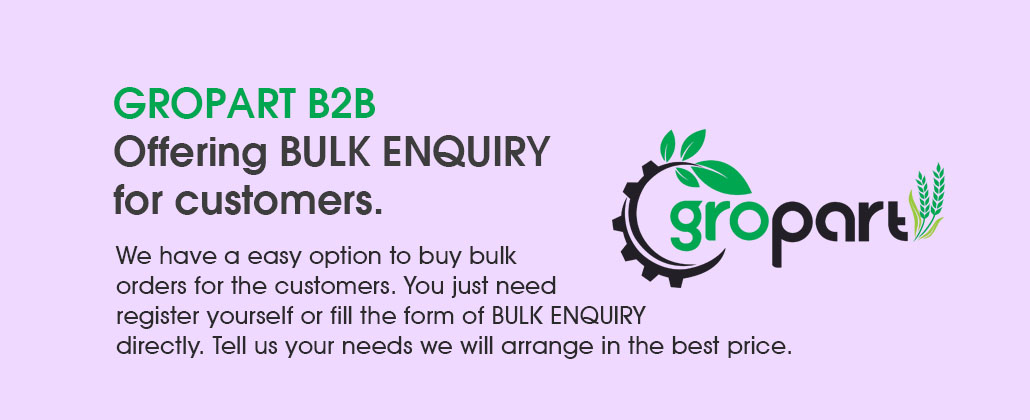 GROPART B2B
Offering BULK ENQUIRY
for customers.
gropart
We have a easy option to buy bulk
orders for the customers. You just need
register yourself or fill the form of BULK ENQUIRY
directly. Tell us your needs we will arrange in the best price.